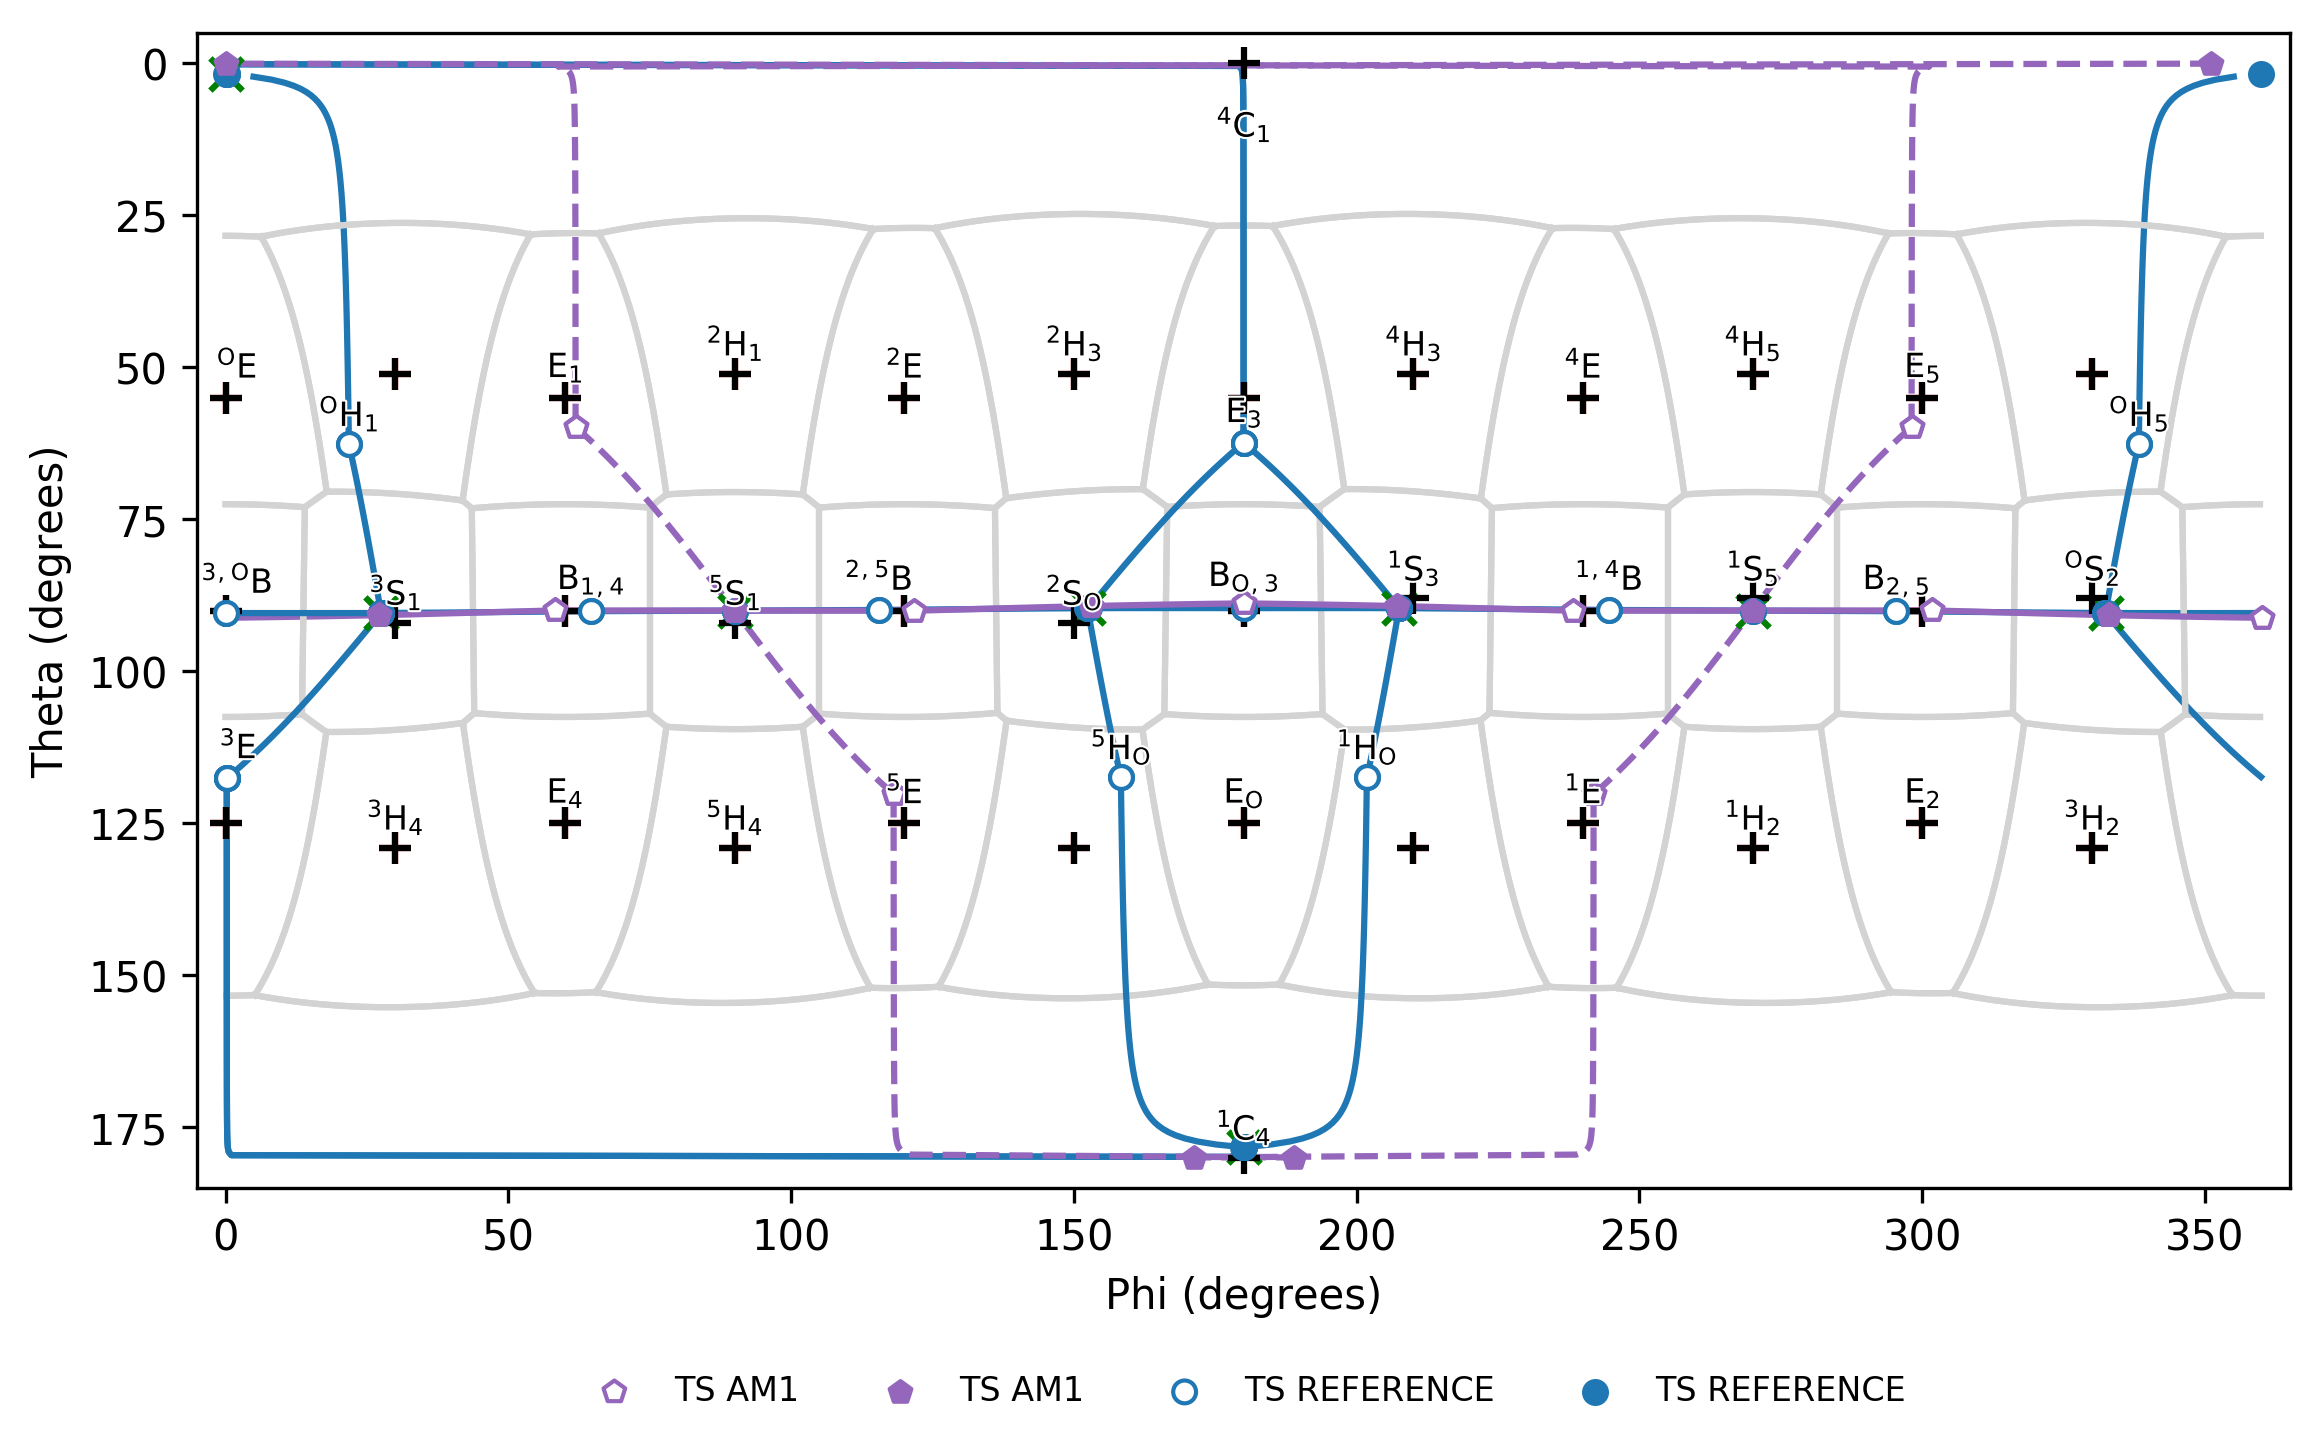 0
⁴C₁
25
²H₁ ²H₃ ⁴H₃ ⁴H₅
50
ᴼE E₁ ²E E₃ ⁴E E₅
ᴼH₁ ᴼH₅
75
³,ᴼB ³S₁ B₁,₄ ⁵S₁ ²,⁵B ²Sₒ Bₒ,₃ ¹S₃ ¹,⁴B ¹S₅ B₂,₅ ᴼS₂
100
³E ⁵Hₒ ¹Hₒ
125
³H₄ E₄ ⁵H₄ ⁵E Eₒ ¹E ¹H₂ E₂ ³H₂
150
175
¹C₄
Theta (degrees)
0 50 100 150 200 250 300 350
Phi (degrees)
TS AM1 TS AM1 TS REFERENCE TS REFERENCE